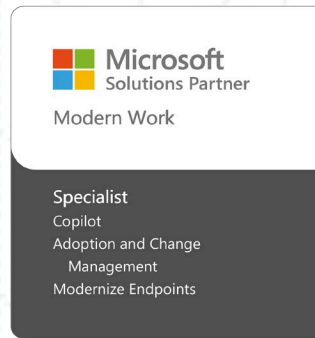 Microsoft
Solutions Partner
Modern Work
Specialist
Copilot
Adoption and Change
Management
Modernize Endpoints